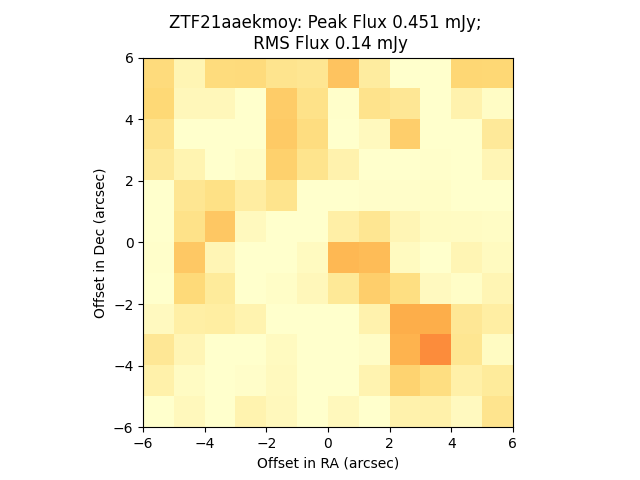 ZTF21aaekmoy: Peak Flux 0.451 mJy;
RMS Flux 0.14 mJy
6
4
2
0
−2
−4
−6
Offset in Dec (arcsec)
−6 −4 −2 0 2 4 6
Offset in RA (arcsec)